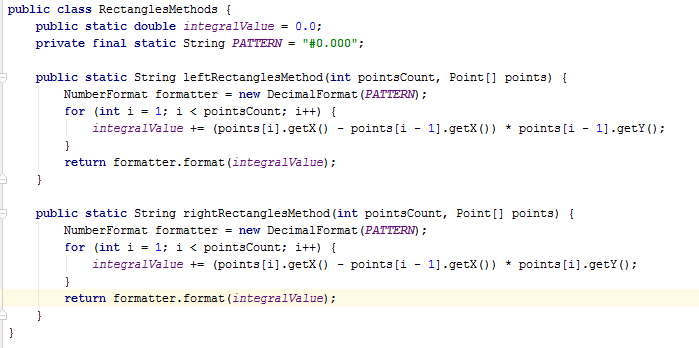 public class RectanglesMethods {
    public static double integralValue = 0.0;
    private final static String PATTERN = "#0.000";
    public static String leftRectanglesMethod(int pointsCount, Point[] points) {
        NumberFormat formatter = new DecimalFormat(PATTERN);
        for (int i = 1; i < pointsCount; i++) {
            integralValue += (points[i].getX() - points[i - 1].getX()) * points[i - 1].getY();
        }
        return formatter.format(integralValue);
    }
    public static String rightRectanglesMethod(int pointsCount, Point[] points) {
        NumberFormat formatter = new DecimalFormat(PATTERN);
        for (int i = 1; i < pointsCount; i++) {
            integralValue += (points[i].getX() - points[i - 1].getX()) * points[i].getY();
        }
        return formatter.format(integralValue);
    }
}